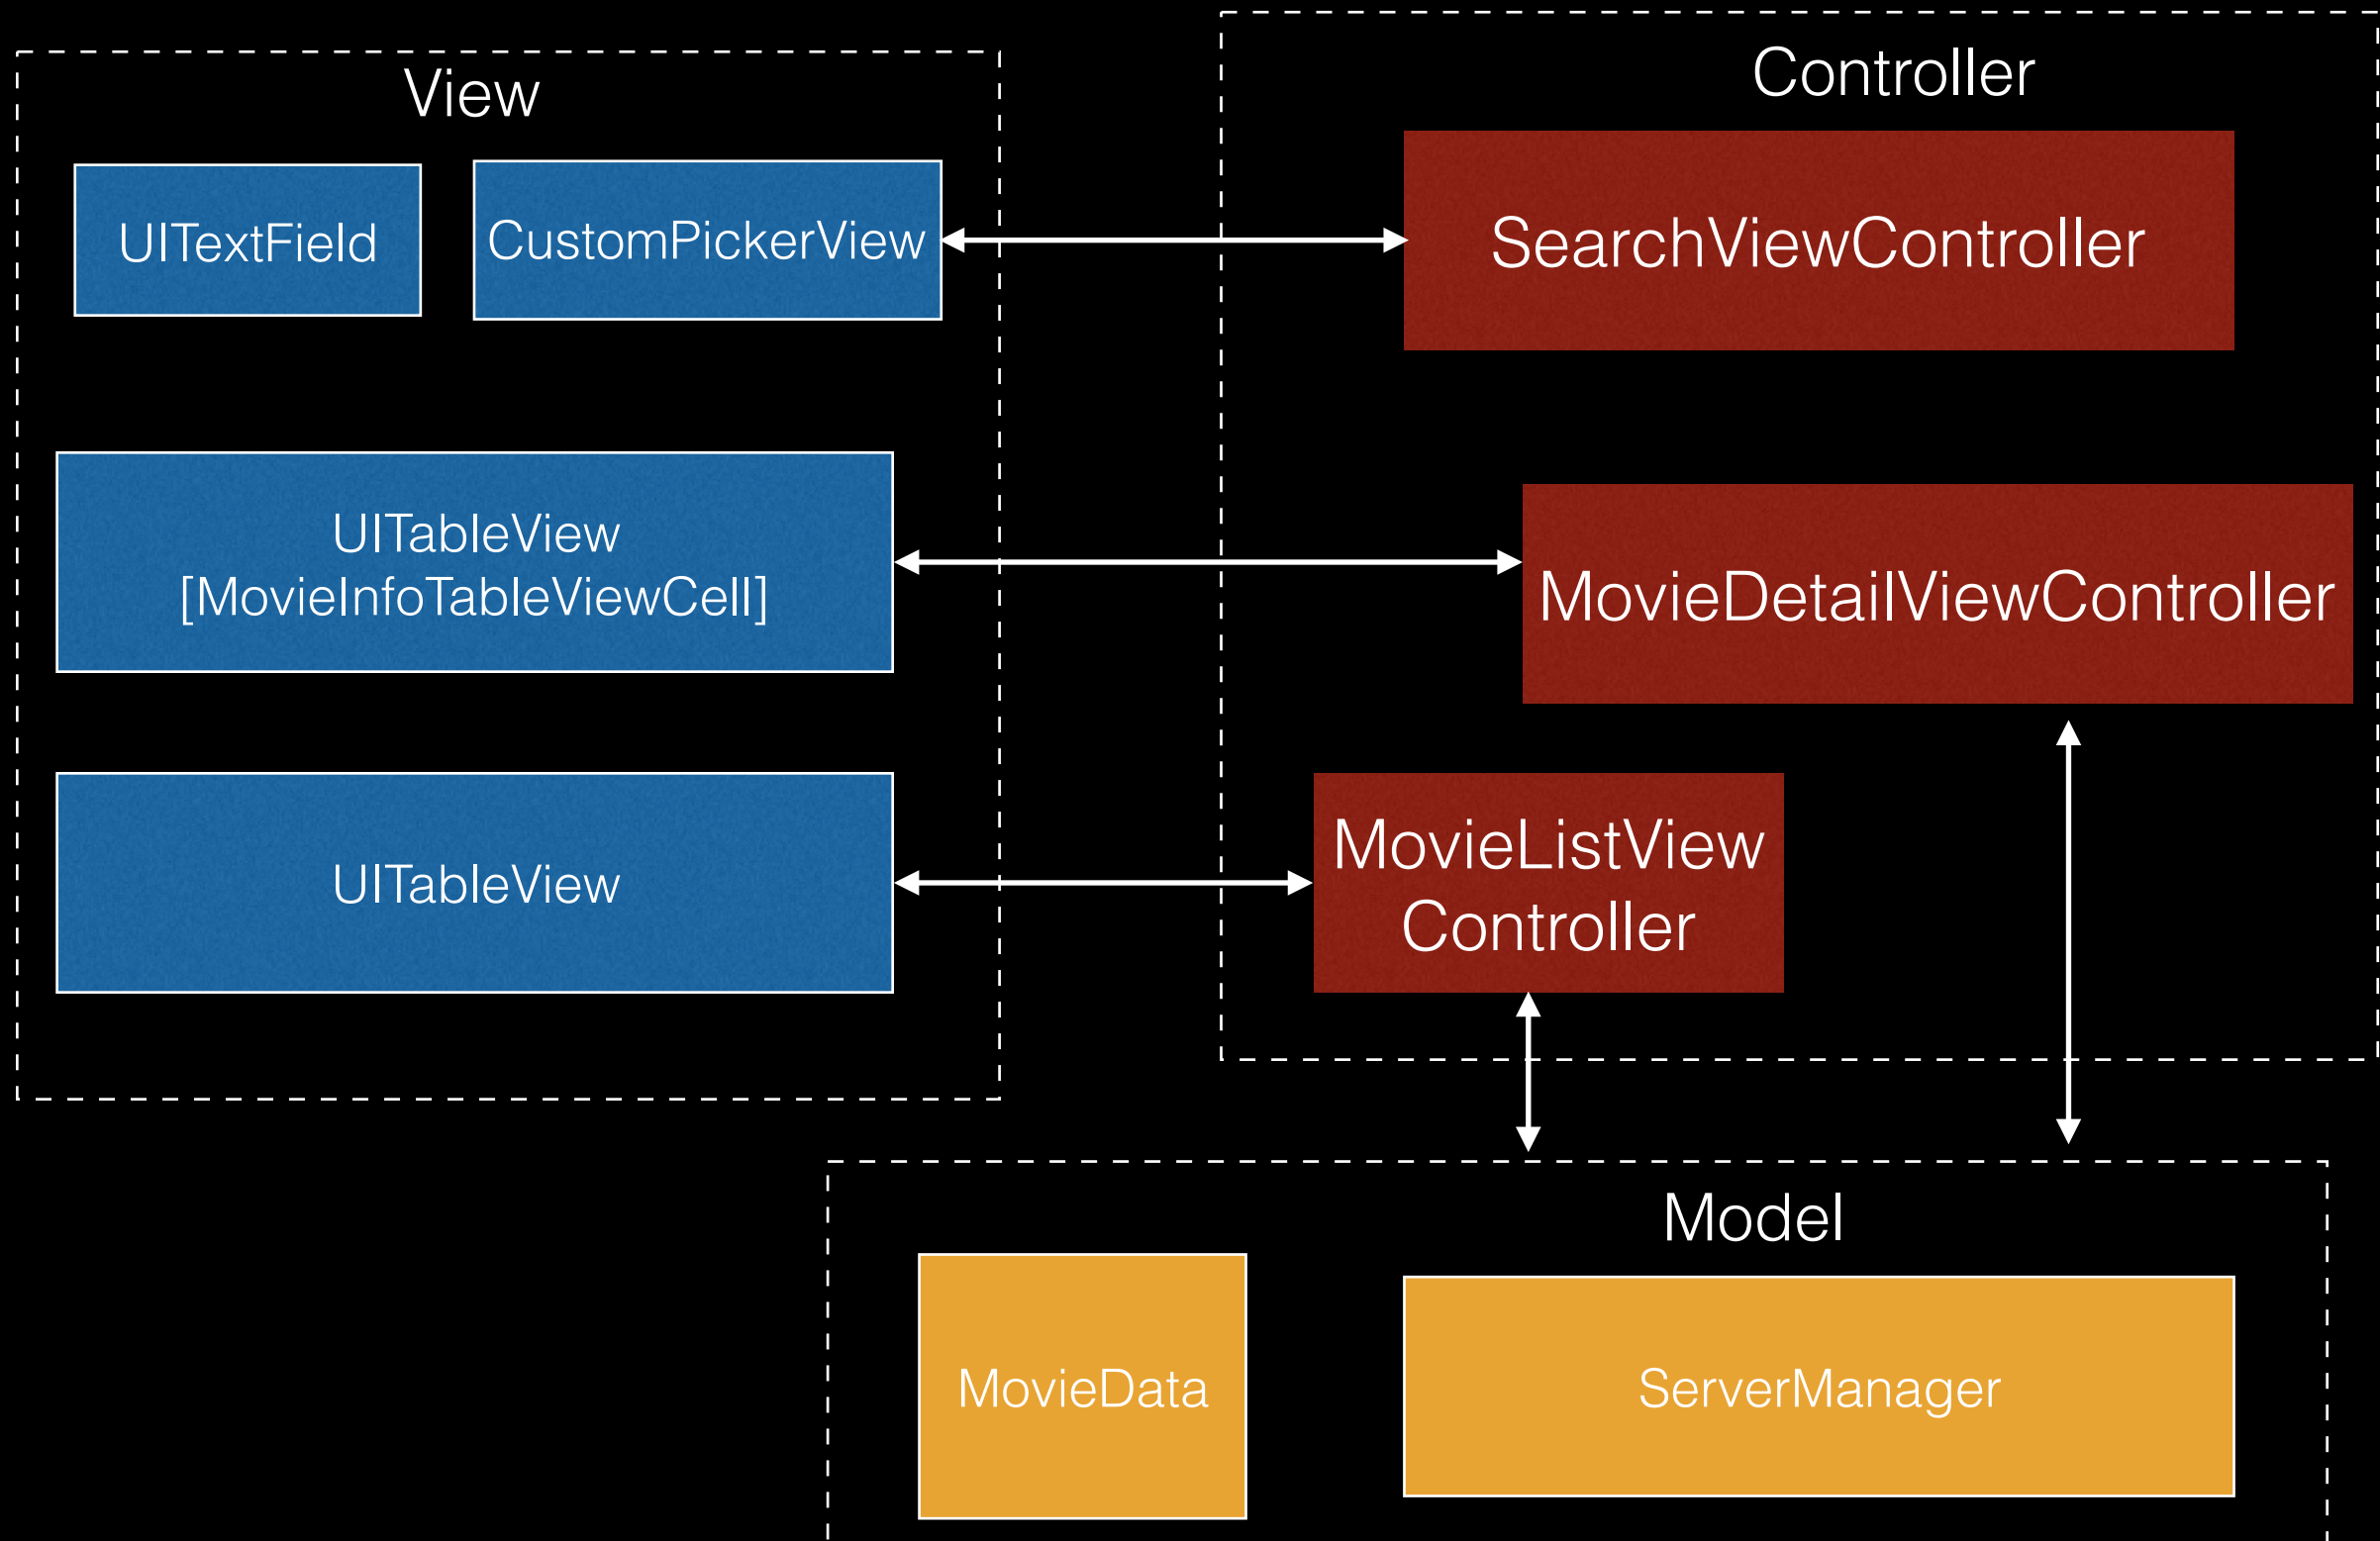 View
UITextField
CustomPickerView
UITableView
[MovieInfoTableViewCell]
UITableView
Controller
SearchViewController
MovieDetailViewController
MovieListView
Controller
Model
MovieData
ServerManager